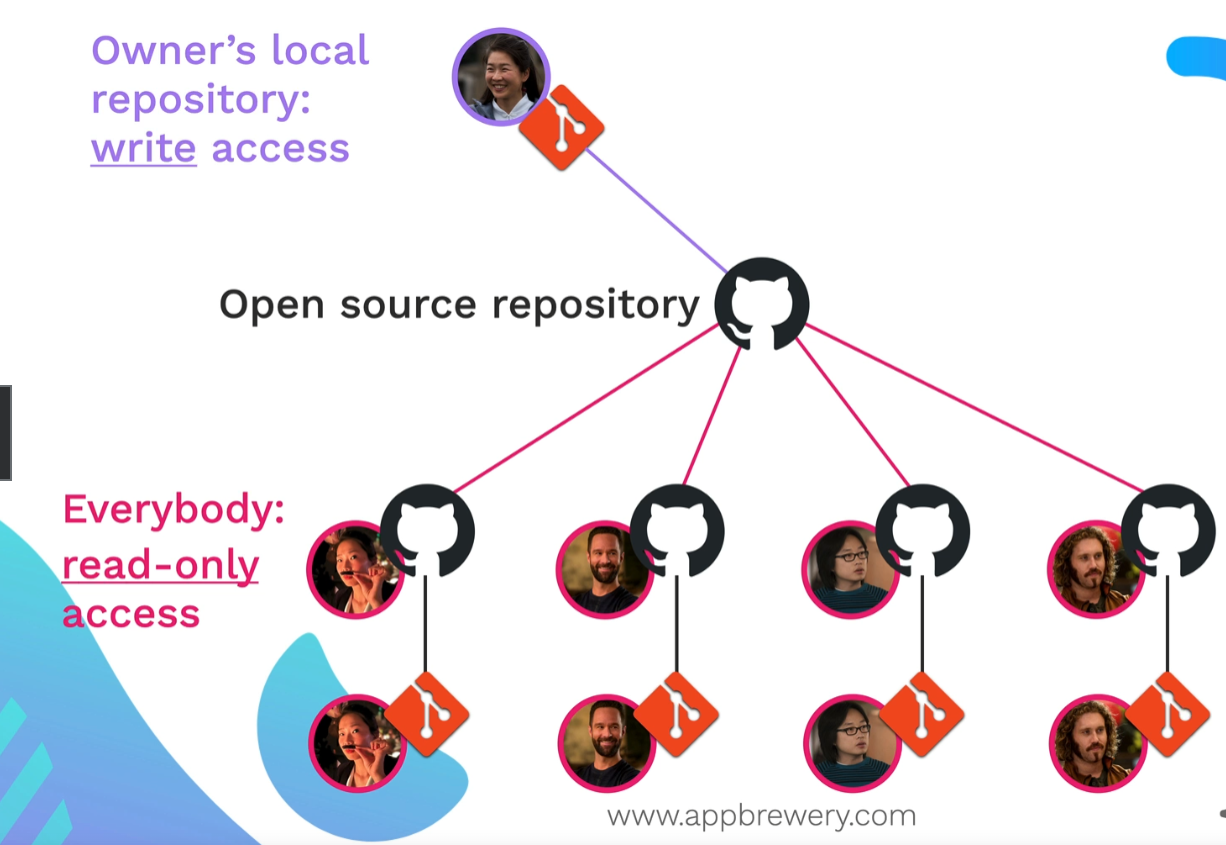 Owner's local
repository:
write access
Open source repository
Everybody:
read-only
access
www.appbrewery.com